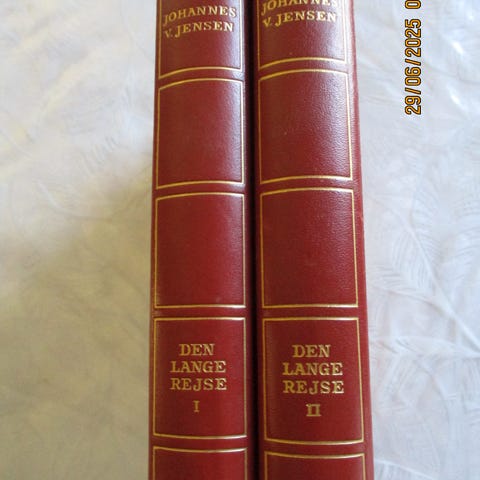 JOHANNES
V. JENSEN
DEN
LANGE
REJSE
I
JOHANNES
V. JENSEN
DEN
LANGE
REJSE
II
29/06/2025